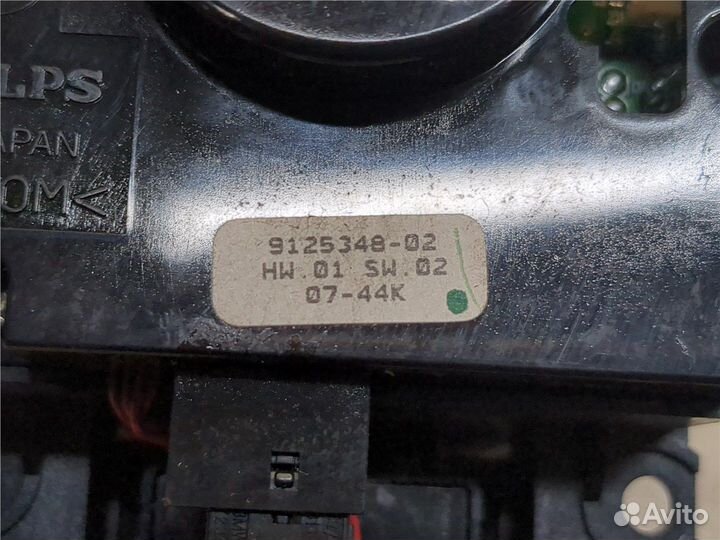 LPS
APAN
OM<
9125348-02
HW.01 SW.02
07-44K
Avito